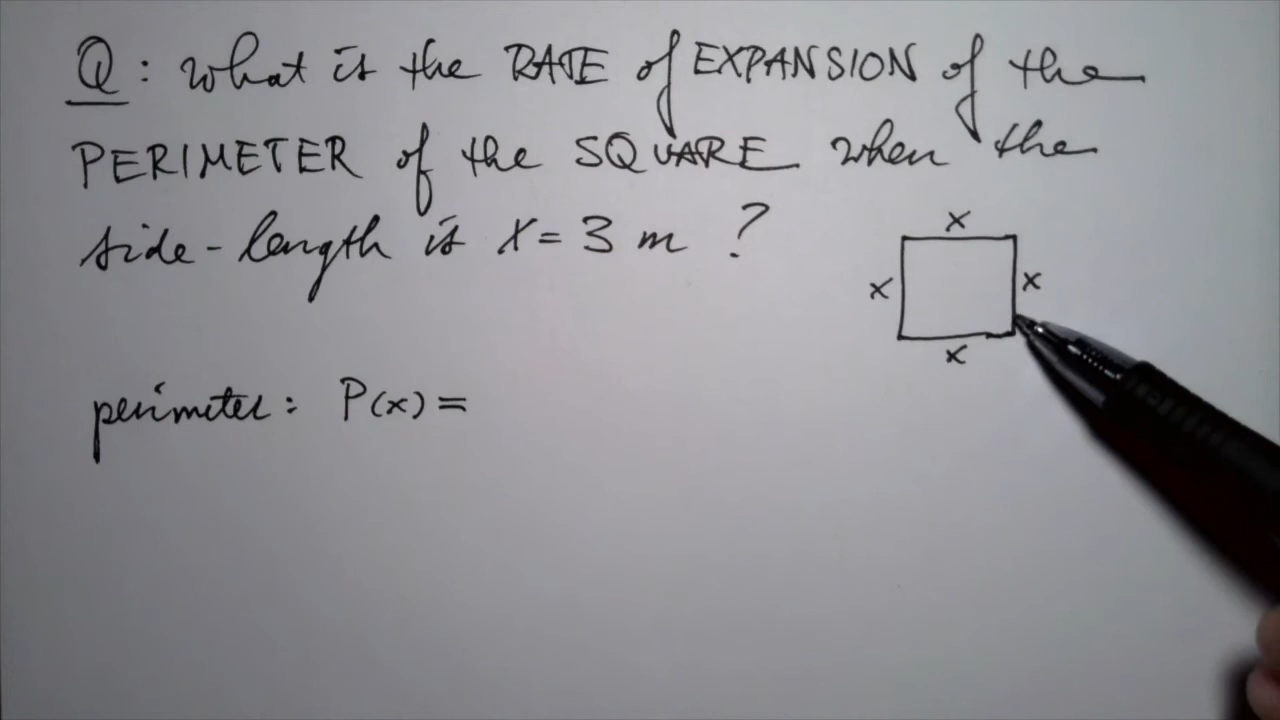 Q: What is the RATE of EXPANSION of the
PERIMETER of the SQUARE when the
side-length is x = 3 m ?
x
x
x
x
perimeter: P(x) =